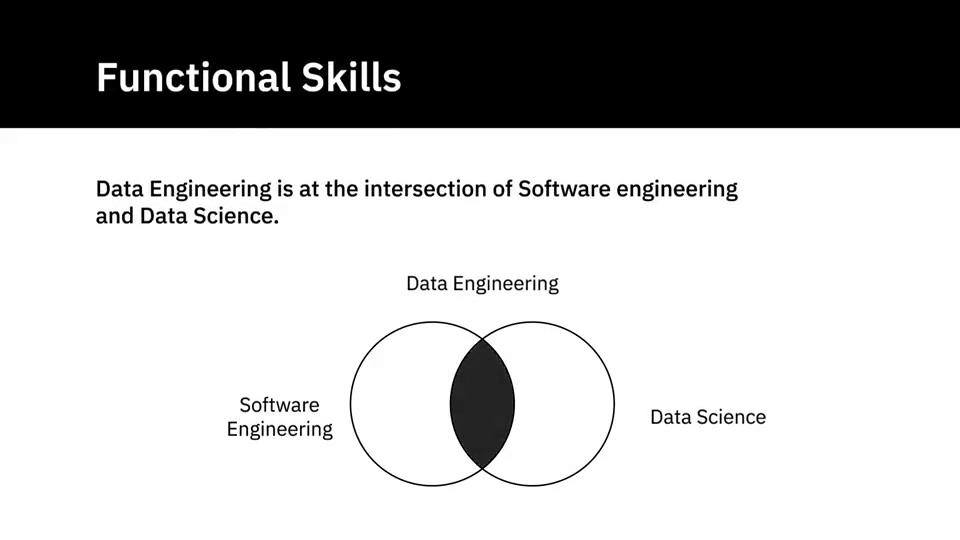 Functional Skills
Data Engineering is at the intersection of Software engineering
and Data Science.
Data Engineering
Software
Engineering
Data Science